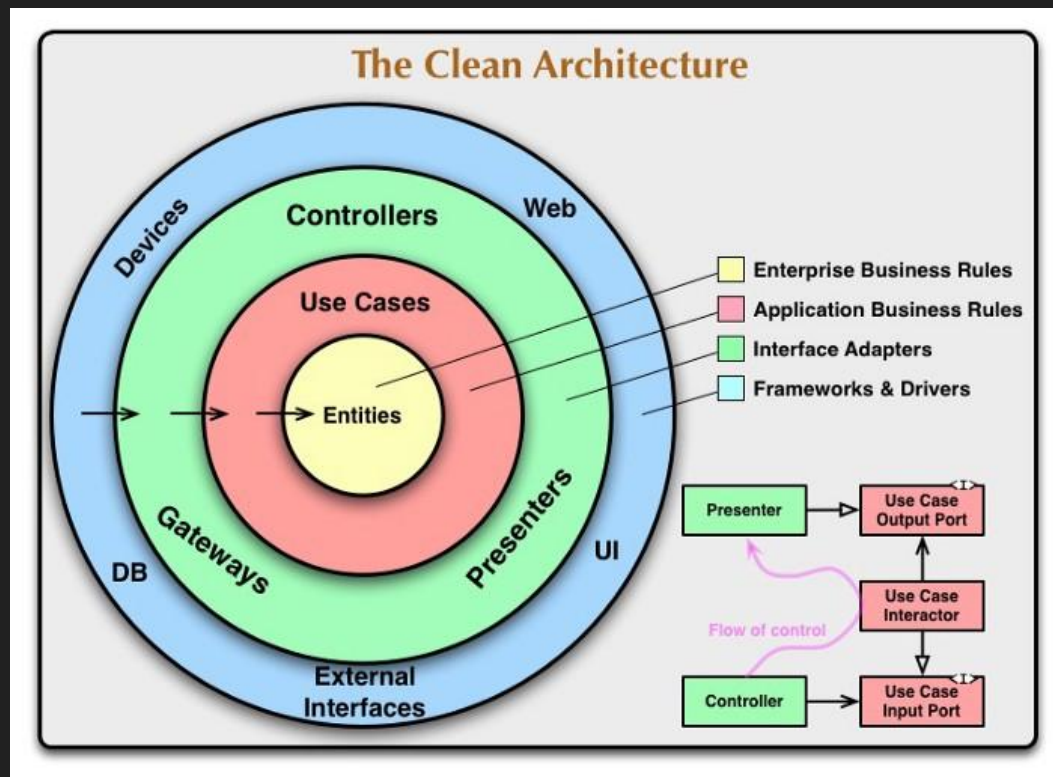 The Clean Architecture
Devices
Controllers
Web
Use Cases
Entities
Gateways
Presenters
DB
UI
External
Interfaces
Enterprise Business Rules
Application Business Rules
Interface Adapters
Frameworks & Drivers
Presenter
<I>
Use Case
Output Port
Use Case
Interactor
Flow of control
Controller
<I>
Use Case
Input Port